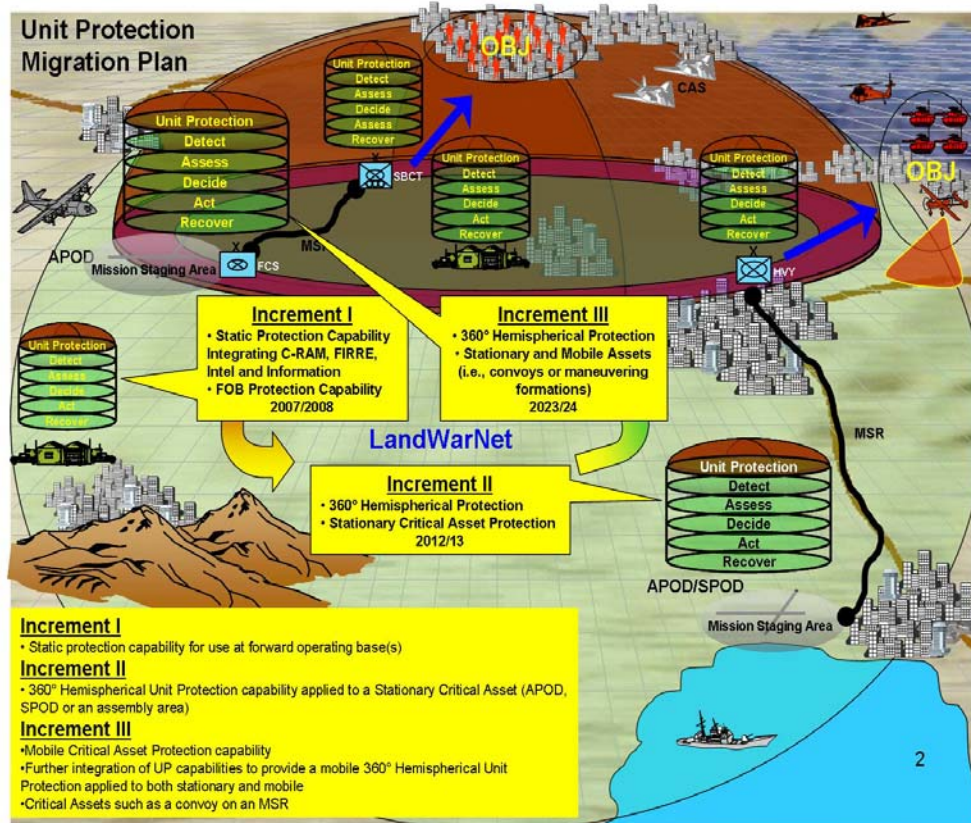 Unit Protection
Migration Plan
OBJ
CAS
OBJ
Unit Protection
Detect
Assess
Decide
Assess
Recover
Unit Protection
Detect
Assess
Decide
Act
Recover
Unit Protection
Detect
Assess
Decide
Act
Recover
Unit Protection
Detect
Assess
Decide
Act
Recover
SBCT
MSR
APOD
Mission Staging Area
X
FCS
X
HVY
Increment I
• Static Protection Capability
Integrating C-RAM, FIRRE,
Intel and Information
• FOB Protection Capability
2007/2008
Increment III
• 360° Hemispherical Protection
• Stationary and Mobile Assets
(i.e., convoys or maneuvering
formations)
2023/24
Unit Protection
Detect
Assess
Decide
Act
Recover
LandWarNet
MSR
Increment II
• 360° Hemispherical Protection
• Stationary Critical Asset Protection
2012/13
Unit Protection
Detect
Assess
Decide
Act
Recover
APOD/SPOD
Mission Staging Area
Increment I
• Static protection capability for use at forward operating base(s)
Increment II
• 360° Hemispherical Unit Protection capability applied to a Stationary Critical Asset (APOD,
SPOD or an assembly area)
Increment III
•Mobile Critical Asset Protection capability
•Further integration of UP capabilities to provide a mobile 360° Hemispherical Unit
Protection applied to both stationary and mobile
•Critical Assets such as a convoy on an MSR
2